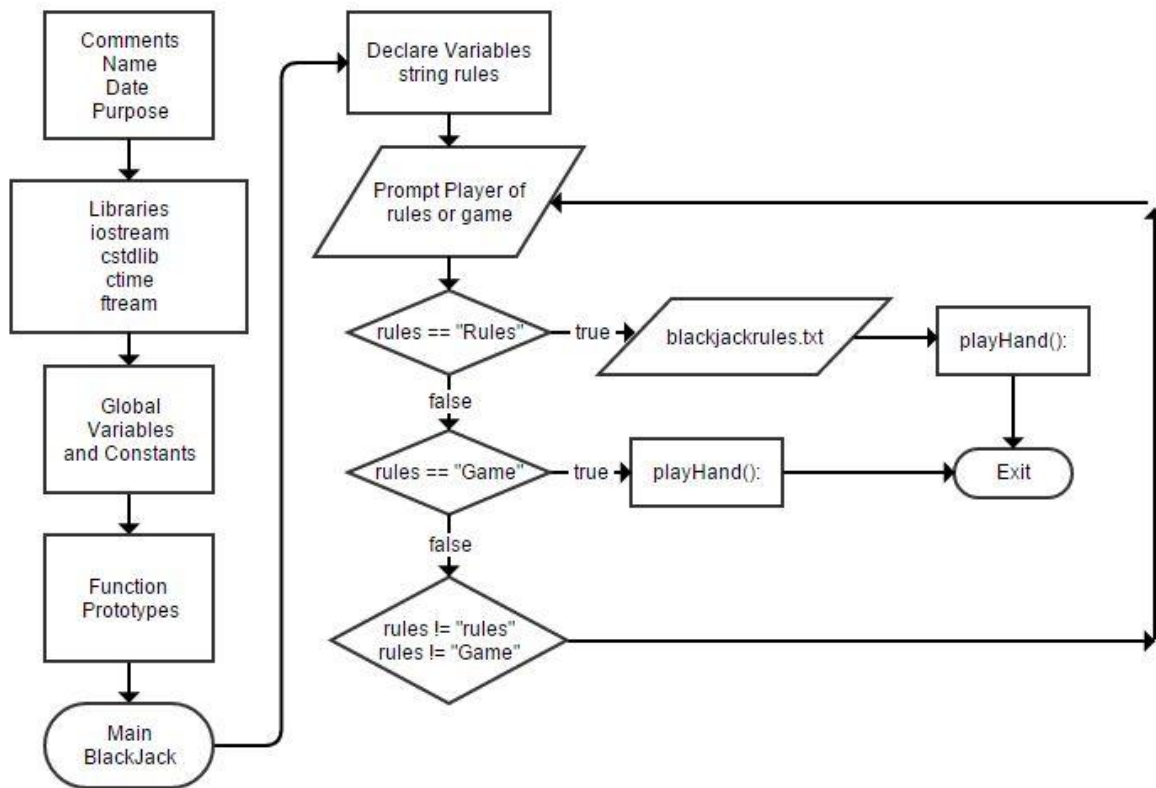 Comments
Name
Date
Purpose
Libraries
iostream
cstdlib
ctime
ftream
Global
Variables
and Constants
Function
Prototypes
Main
BlackJack
Declare Variables
string rules
Prompt Player of
rules or game
rules == "Rules"
true
blackjackrules.txt
playHand():
false
rules == "Game"
true
playHand():
Exit
false
rules != "rules"
rules != "Game"